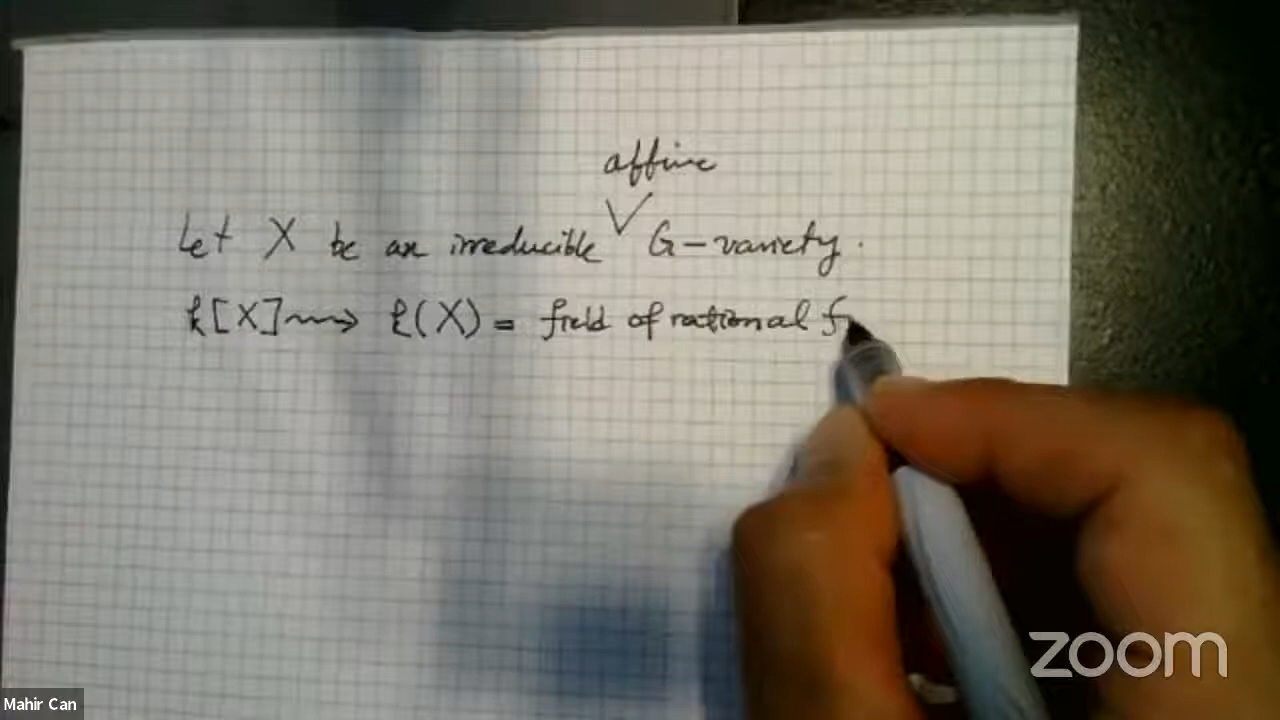 affine
Let X be an irreducible ∨ G-variety.
k[X] ⇝ k(X) = field of rational f
zoom
Mahir Can